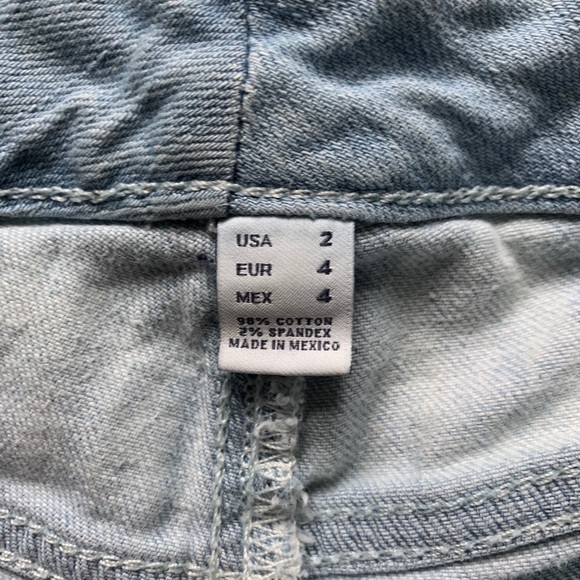 USA 2
EUR 4
MEX 4
98% COTTON
2% SPANDEX
MADE IN MEXICO